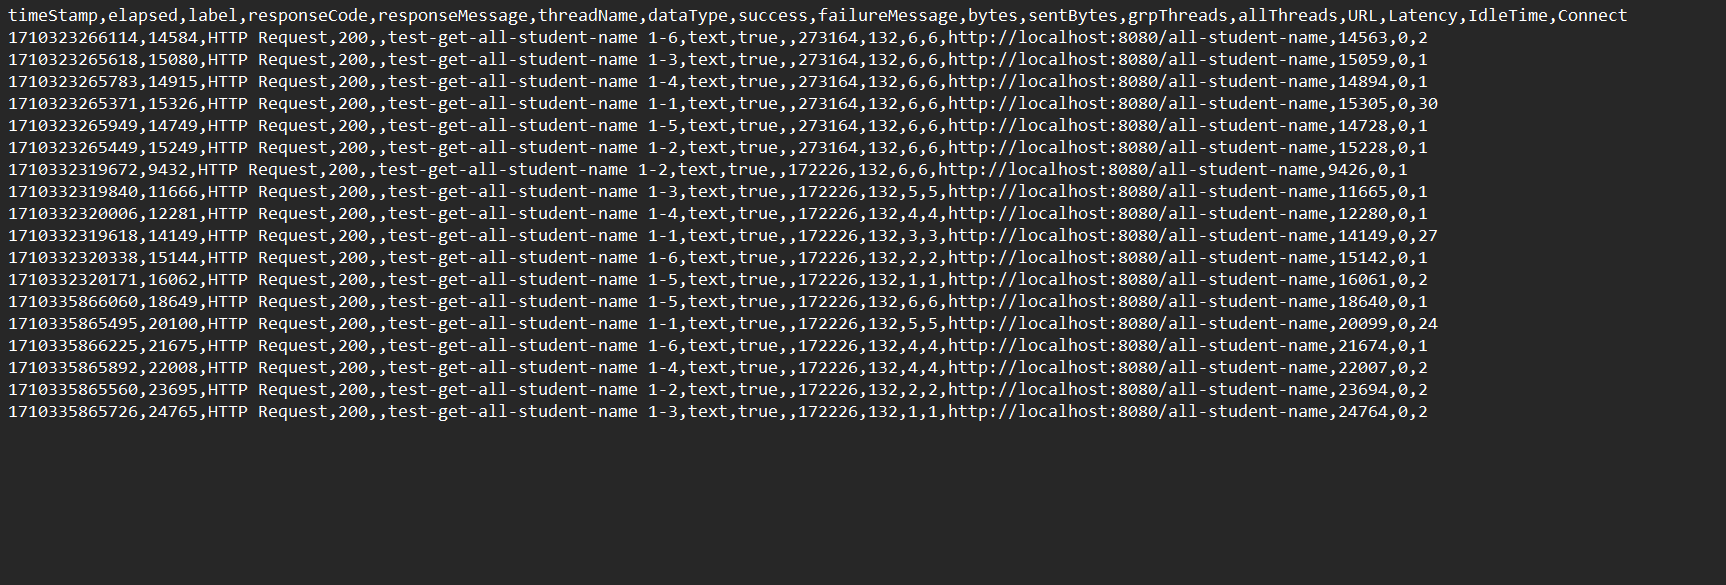 timeStamp,elapsed,label,responseCode,responseMessage,threadName,dataType,success,failureMessage,bytes,sentBytes,grpThreads,allThreads,URL,Latency,IdleTime,Connect
1710323266114,14584,HTTP Request,200,,test-get-all-student-name 1-6,text,true,,273164,132,6,6,http://localhost:8080/all-student-name,14563,0,2
1710323265618,15080,HTTP Request,200,,test-get-all-student-name 1-3,text,true,,273164,132,6,6,http://localhost:8080/all-student-name,15059,0,1
1710323265783,14915,HTTP Request,200,,test-get-all-student-name 1-4,text,true,,273164,132,6,6,http://localhost:8080/all-student-name,14894,0,1
1710323265371,15326,HTTP Request,200,,test-get-all-student-name 1-1,text,true,,273164,132,6,6,http://localhost:8080/all-student-name,15305,0,30
1710323265949,14749,HTTP Request,200,,test-get-all-student-name 1-5,text,true,,273164,132,6,6,http://localhost:8080/all-student-name,14728,0,1
1710323265449,15249,HTTP Request,200,,test-get-all-student-name 1-2,text,true,,273164,132,6,6,http://localhost:8080/all-student-name,15228,0,1
1710332319672,9432,HTTP Request,200,,test-get-all-student-name 1-2,text,true,,172226,132,6,6,http://localhost:8080/all-student-name,9426,0,1
1710332319840,11666,HTTP Request,200,,test-get-all-student-name 1-3,text,true,,172226,132,5,5,http://localhost:8080/all-student-name,11665,0,1
1710332320006,12281,HTTP Request,200,,test-get-all-student-name 1-4,text,true,,172226,132,4,4,http://localhost:8080/all-student-name,12280,0,1
1710332319618,14149,HTTP Request,200,,test-get-all-student-name 1-1,text,true,,172226,132,3,3,http://localhost:8080/all-student-name,14149,0,27
1710332320338,15144,HTTP Request,200,,test-get-all-student-name 1-6,text,true,,172226,132,2,2,http://localhost:8080/all-student-name,15142,0,1
1710332320171,16062,HTTP Request,200,,test-get-all-student-name 1-5,text,true,,172226,132,1,1,http://localhost:8080/all-student-name,16061,0,2
1710335866060,18649,HTTP Request,200,,test-get-all-student-name 1-5,text,true,,172226,132,6,6,http://localhost:8080/all-student-name,18640,0,1
1710335865495,20100,HTTP Request,200,,test-get-all-student-name 1-1,text,true,,172226,132,5,5,http://localhost:8080/all-student-name,20099,0,24
1710335866225,21675,HTTP Request,200,,test-get-all-student-name 1-6,text,true,,172226,132,4,4,http://localhost:8080/all-student-name,21674,0,1
1710335865892,22008,HTTP Request,200,,test-get-all-student-name 1-4,text,true,,172226,132,4,4,http://localhost:8080/all-student-name,22007,0,2
1710335865560,23695,HTTP Request,200,,test-get-all-student-name 1-2,text,true,,172226,132,2,2,http://localhost:8080/all-student-name,23694,0,2
1710335865726,24765,HTTP Request,200,,test-get-all-student-name 1-3,text,true,,172226,132,1,1,http://localhost:8080/all-student-name,24764,0,2